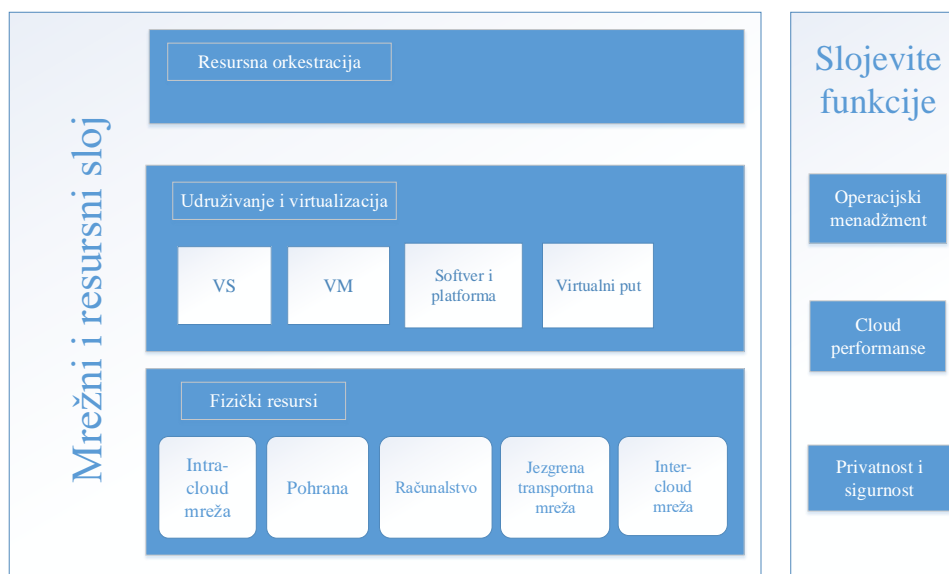 Mrežni i resursni sloj
Resursna orkestracija
Udruživanje i virtualizacija
VS
VM
Softver i
platforma
Virtualni put
Fizički resursi
Intra-
cloud
mreža
Pohrana
Računalstvo
Jezgrena
transportna
mreža
Inter-
cloud
mreža
Slojevite
funkcije
Operacijski
menadžment
Cloud
performanse
Privatnost i
sigurnost